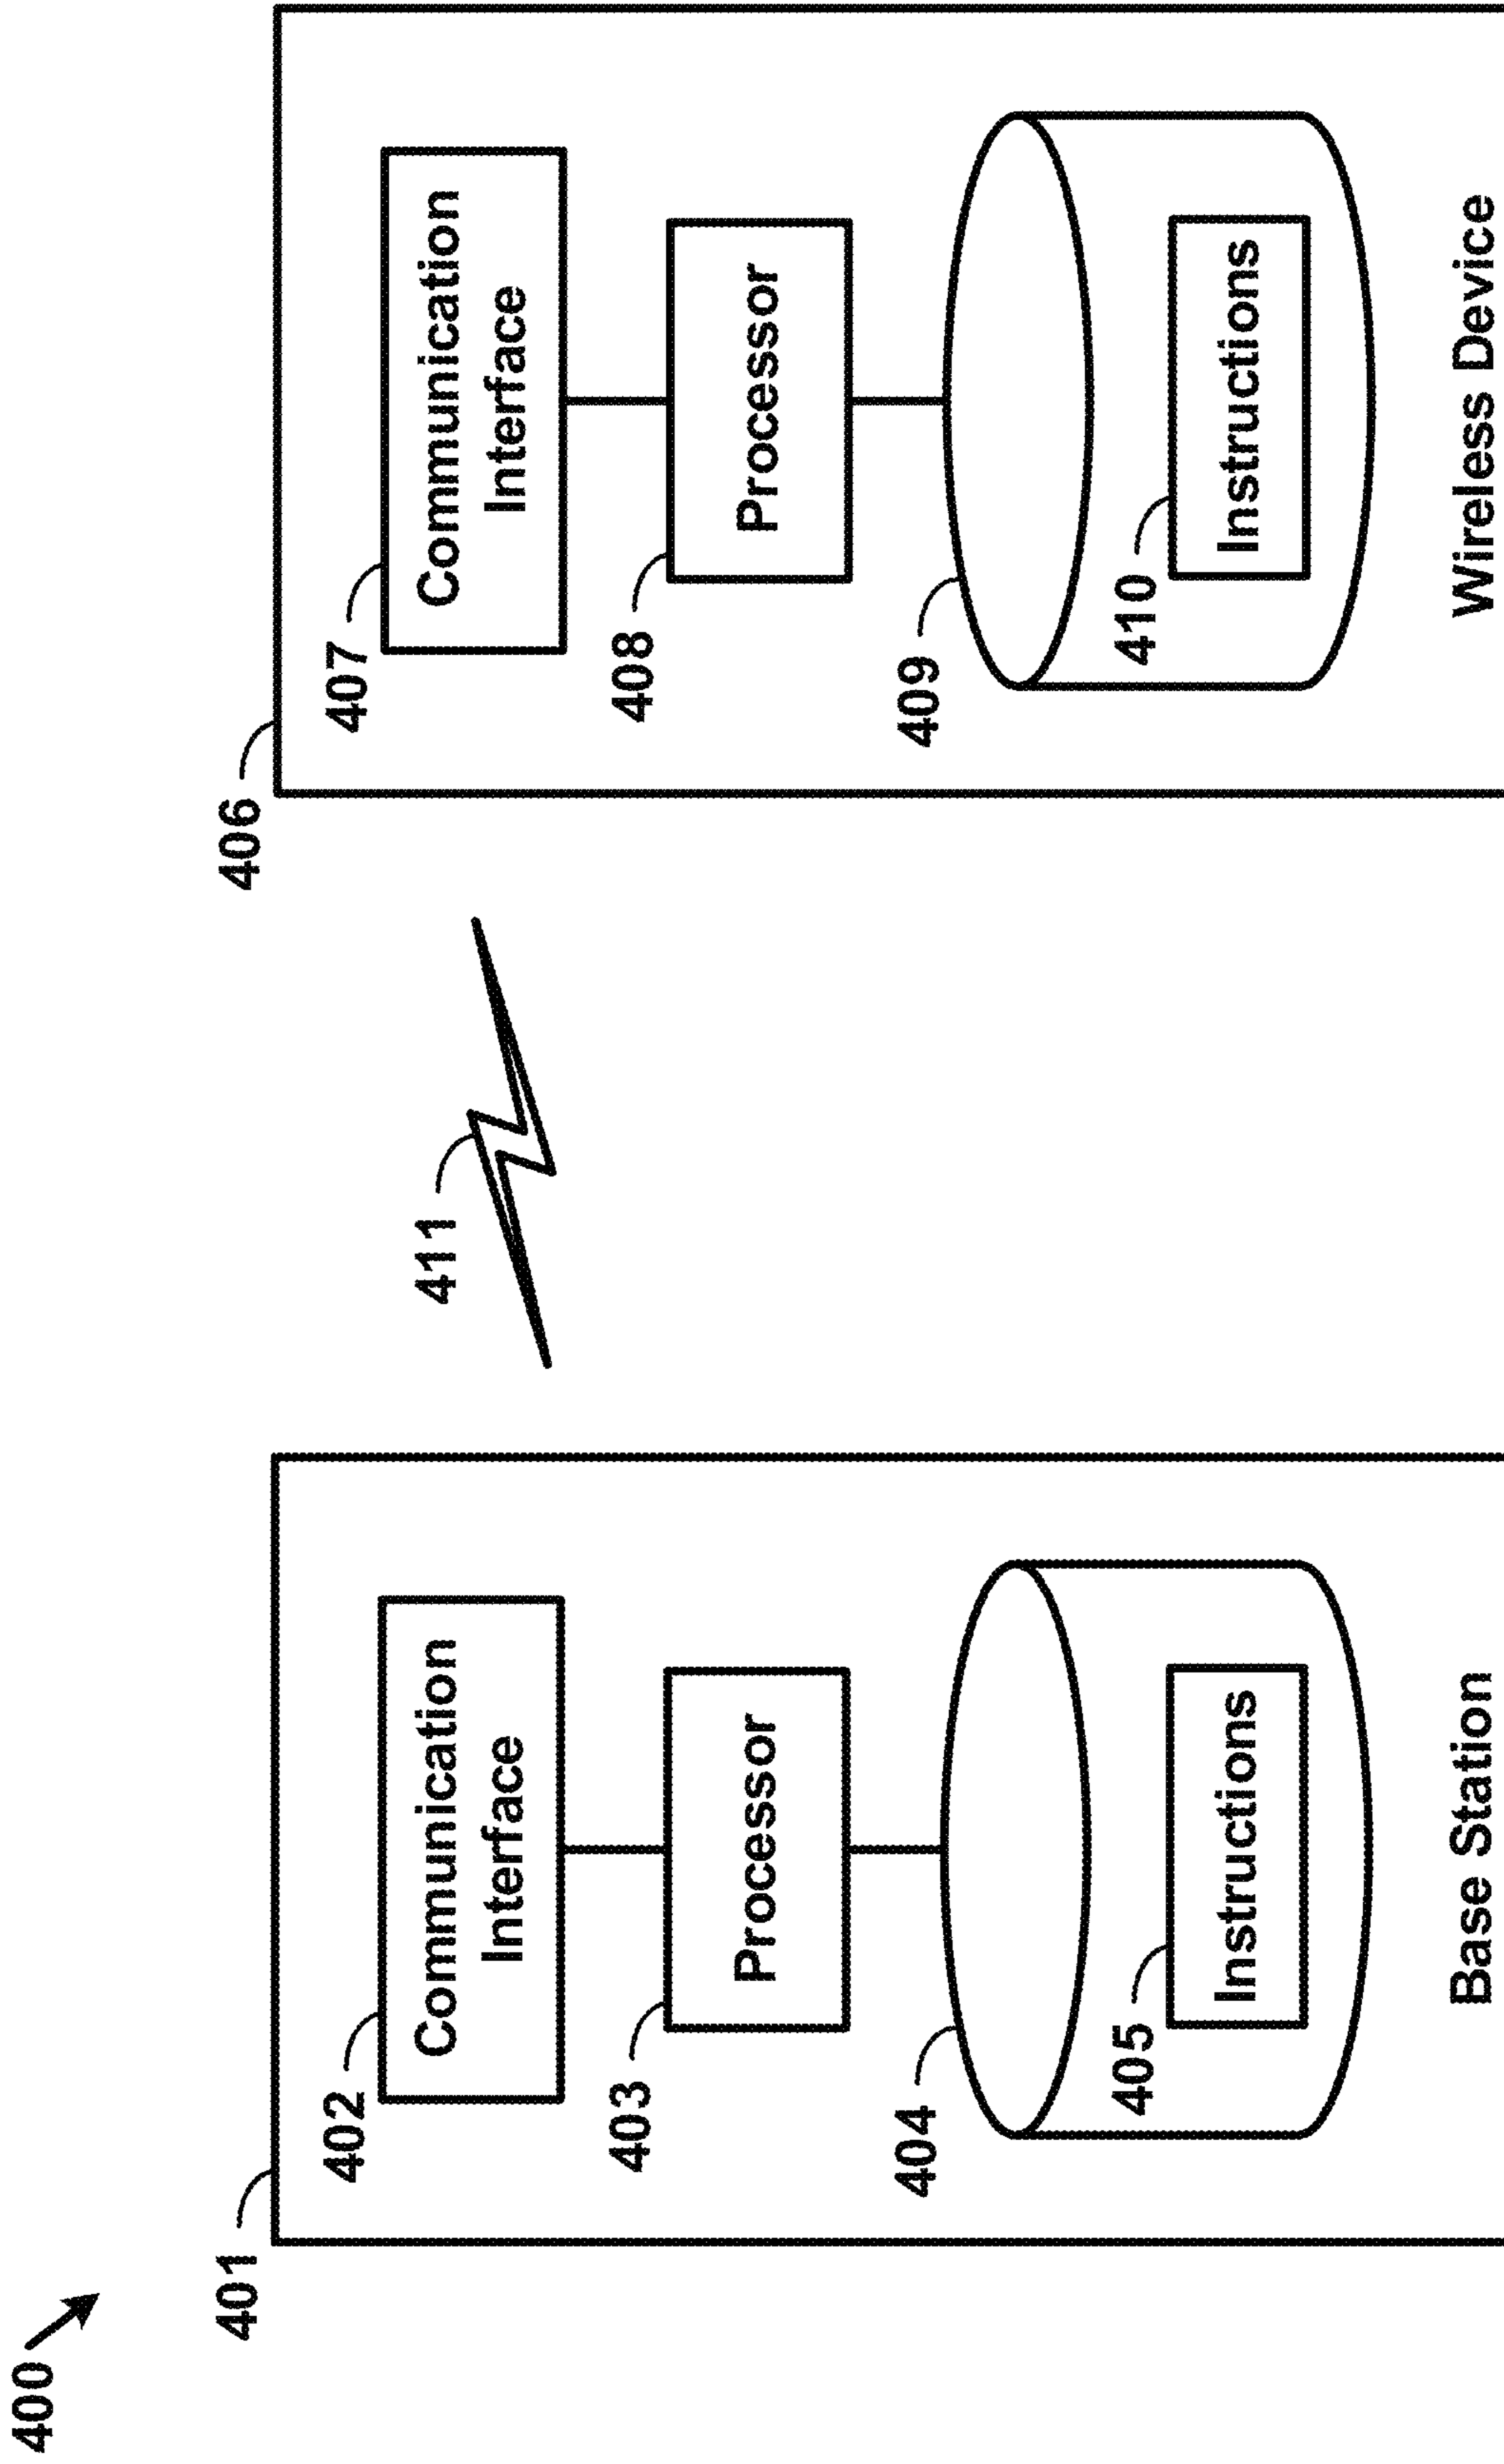 400
401
402
Communication
Interface
403
Processor
404
405
Instructions
Base Station
411
406
407
Communication
Interface
408
Processor
409
410
Instructions
Wireless Device